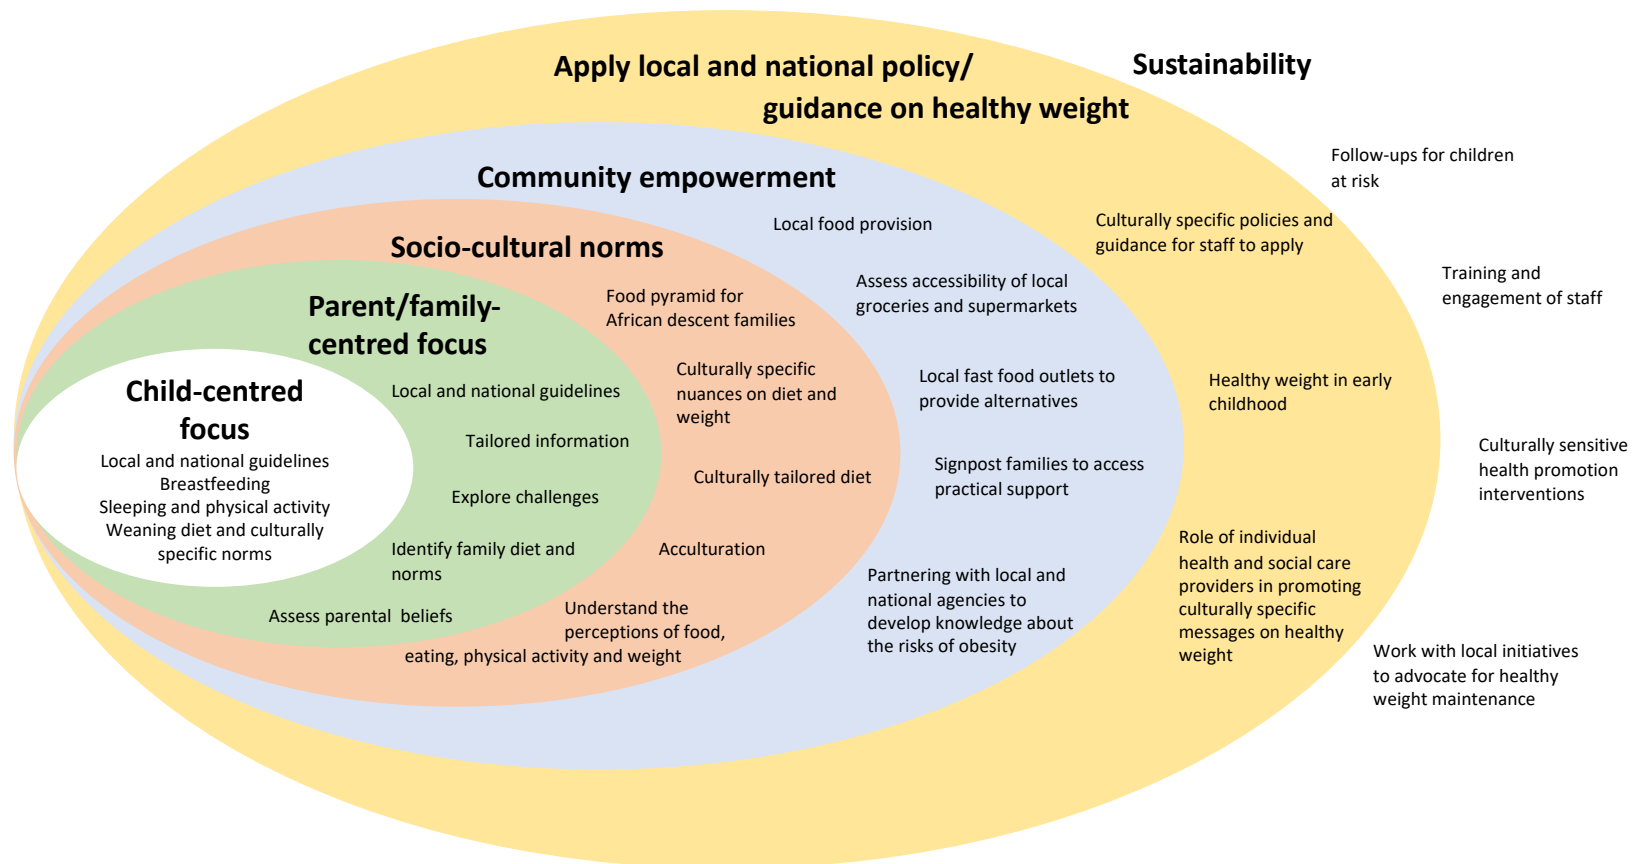 Apply local and national policy/
guidance on healthy weight
Sustainability
Community empowerment
Socio-cultural norms
Parent/family-
centred focus
Child-centred
focus
Local and national guidelines
Breastfeeding
Sleeping and physical activity
Weaning diet and culturally
specific norms
Local and national guidelines
Tailored information
Explore challenges
Identify family diet and
norms
Assess parental beliefs
Food pyramid for
African descent families
Culturally specific
nuances on diet and
weight
Culturally tailored diet
Acculturation
Understand the
perceptions of food,
eating, physical activity and weight
Local food provision
Assess accessibility of local
groceries and supermarkets
Local fast food outlets to
provide alternatives
Signpost families to access
practical support
Partnering with local and
national agencies to
develop knowledge about
the risks of obesity
Culturally specific policies and
guidance for staff to apply
Healthy weight in early
childhood
Role of individual
health and social care
providers in promoting
culturally specific
messages on healthy
weight
Follow-ups for children
at risk
Training and
engagement of staff
Culturally sensitive
health promotion
interventions
Work with local initiatives
to advocate for healthy
weight maintenance